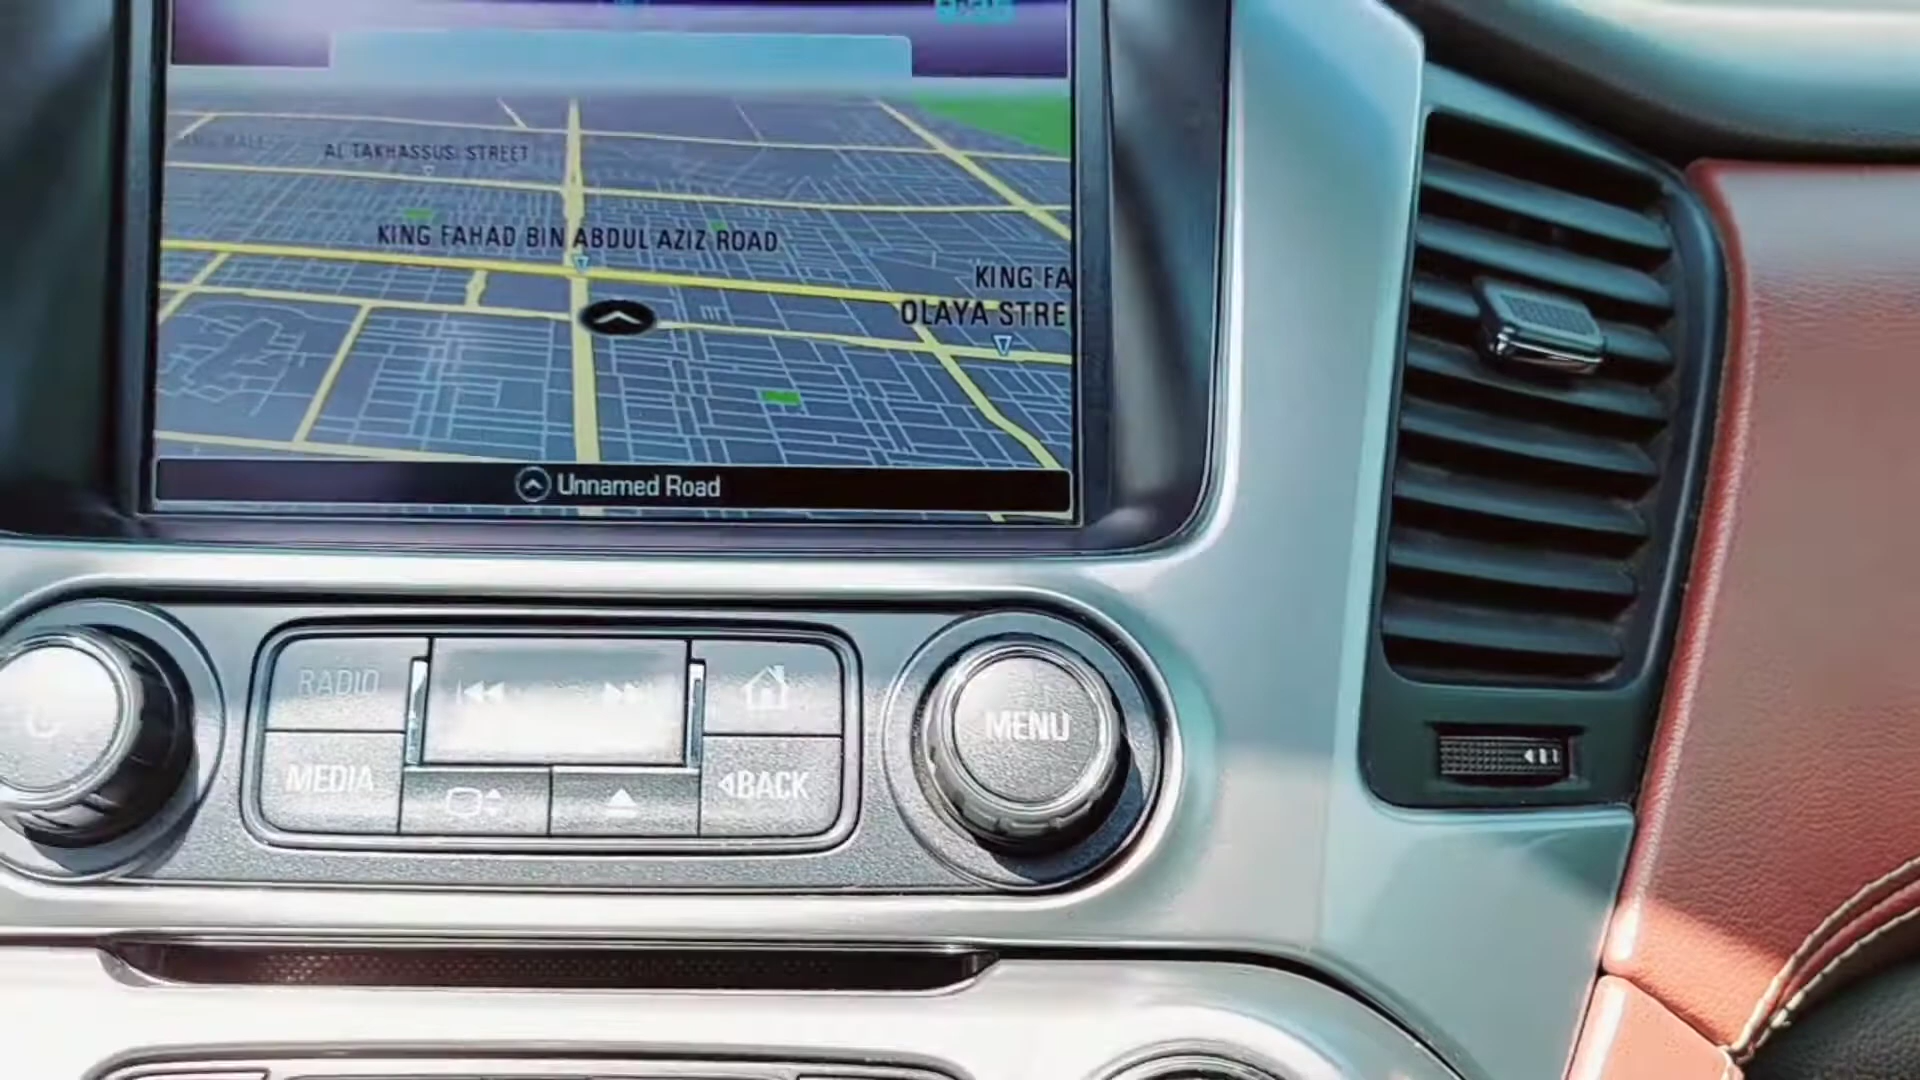 AL TAKHASSUSI STREET
KING FAHAD BIN ABDUL AZIZ ROAD
KING FA
OLAYA STRE
Unnamed Road
RADIO
MEDIA
BACK
MENU